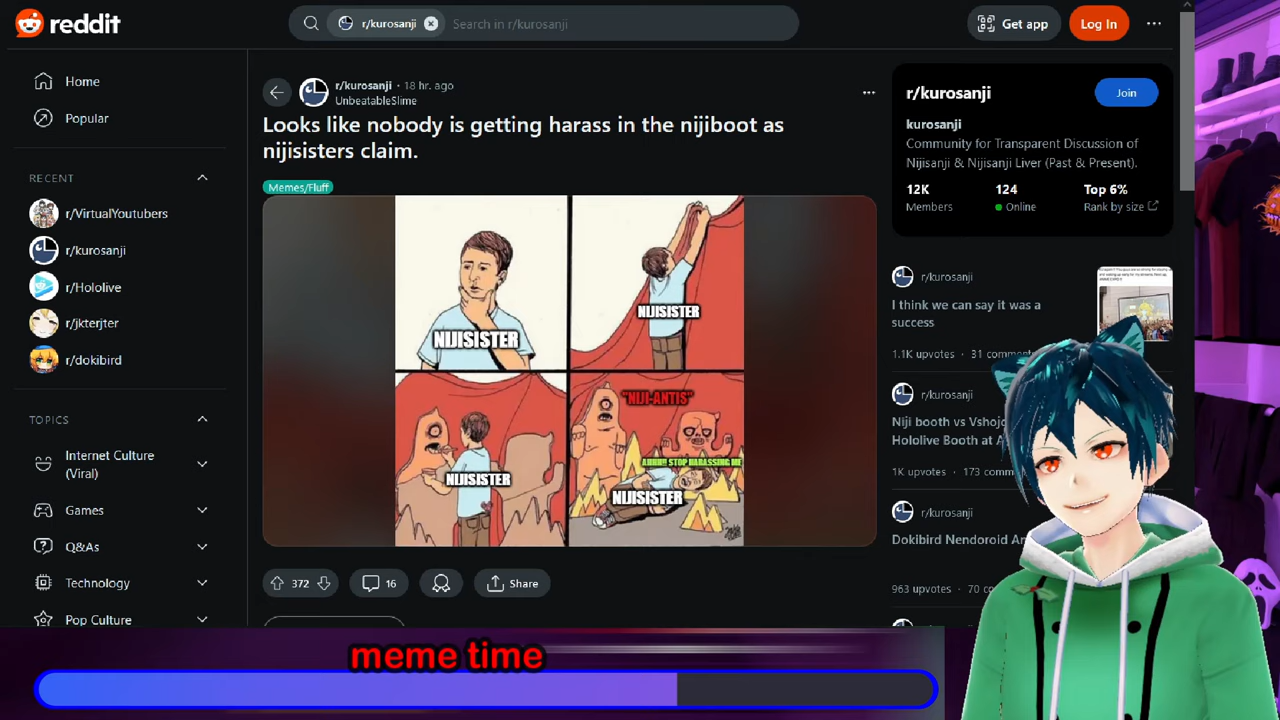 reddit
r/kurosanji
Search in r/kurosanji
Get app
Log In
Home
Popular
RECENT
r/VirtualYoutubers
r/kurosanji
r/Hololive
r/jkterjter
r/dokibird
TOPICS
Internet Culture
(Viral)
Games
Q&As
Technology
Pop Culture
r/kurosanji • 18 hr. ago
UnbeatableSlime
Looks like nobody is getting harass in the nijiboot as
nijisisters claim.
Memes/Fluff
NIJISISTER
NIJISISTER
NIJISISTER
"NIJI-ANTIS"
AHHH!! STOP HARASSING ME
NIJISISTER
372
16
Share
r/kurosanji
Join
kurosanji
Community for Transparent Discussion of
Nijisanji & Nijisanji Liver (Past & Present).
12K
124
Top 6%
Members
Online
Rank by size
r/kurosanji
I think we can say it was a
success
1.1K upvotes • 31 comments
r/kurosanji
Niji booth vs Vshojo
Hololive Booth at A
1K upvotes • 173 comm
r/kurosanji
Dokibird Nendoroid An
963 upvotes • 70 c
meme time